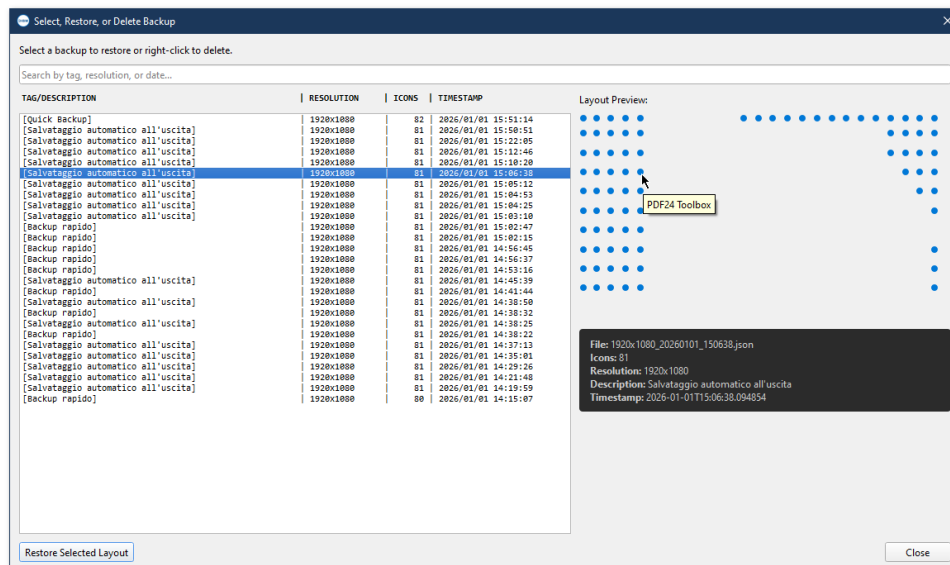 Select, Restore, or Delete Backup
Select a backup to restore or right-click to delete.
Search by tag, resolution, or date...
TAG/DESCRIPTION | RESOLUTION | ICONS | TIMESTAMP
[Quick Backup] | 1920x1080 | 82 | 2026/01/01 15:51:14
[Salvataggio automatico all'uscita] | 1920x1080 | 81 | 2026/01/01 15:50:51
[Salvataggio automatico all'uscita] | 1920x1080 | 81 | 2026/01/01 15:22:05
[Salvataggio automatico all'uscita] | 1920x1080 | 81 | 2026/01/01 15:12:46
[Salvataggio automatico all'uscita] | 1920x1080 | 81 | 2026/01/01 15:10:20
[Salvataggio automatico all'uscita] | 1920x1080 | 81 | 2026/01/01 15:06:38
[Salvataggio automatico all'uscita] | 1920x1080 | 81 | 2026/01/01 15:05:12
[Salvataggio automatico all'uscita] | 1920x1080 | 81 | 2026/01/01 15:04:53
[Salvataggio automatico all'uscita] | 1920x1080 | 81 | 2026/01/01 15:04:25
[Salvataggio automatico all'uscita] | 1920x1080 | 81 | 2026/01/01 15:03:10
[Backup rapido] | 1920x1080 | 81 | 2026/01/01 15:02:47
[Backup rapido] | 1920x1080 | 81 | 2026/01/01 15:02:15
[Backup rapido] | 1920x1080 | 81 | 2026/01/01 14:56:45
[Backup rapido] | 1920x1080 | 81 | 2026/01/01 14:56:37
[Backup rapido] | 1920x1080 | 81 | 2026/01/01 14:53:16
[Salvataggio automatico all'uscita] | 1920x1080 | 81 | 2026/01/01 14:45:39
[Backup rapido] | 1920x1080 | 81 | 2026/01/01 14:41:44
[Salvataggio automatico all'uscita] | 1920x1080 | 81 | 2026/01/01 14:38:50
[Backup rapido] | 1920x1080 | 81 | 2026/01/01 14:38:32
[Salvataggio automatico all'uscita] | 1920x1080 | 81 | 2026/01/01 14:38:25
[Backup rapido] | 1920x1080 | 81 | 2026/01/01 14:38:22
[Salvataggio automatico all'uscita] | 1920x1080 | 81 | 2026/01/01 14:37:13
[Salvataggio automatico all'uscita] | 1920x1080 | 81 | 2026/01/01 14:35:01
[Salvataggio automatico all'uscita] | 1920x1080 | 81 | 2026/01/01 14:29:26
[Salvataggio automatico all'uscita] | 1920x1080 | 81 | 2026/01/01 14:21:48
[Salvataggio automatico all'uscita] | 1920x1080 | 81 | 2026/01/01 14:19:59
[Backup rapido] | 1920x1080 | 80 | 2026/01/01 14:15:07
Layout Preview:
PDF24 Toolbox
File: 1920x1080_20260101_150638.json
Icons: 81
Resolution: 1920x1080
Description: Salvataggio automatico all'uscita
Timestamp: 2026-01-01T15:06:38.094854
Restore Selected Layout
Close